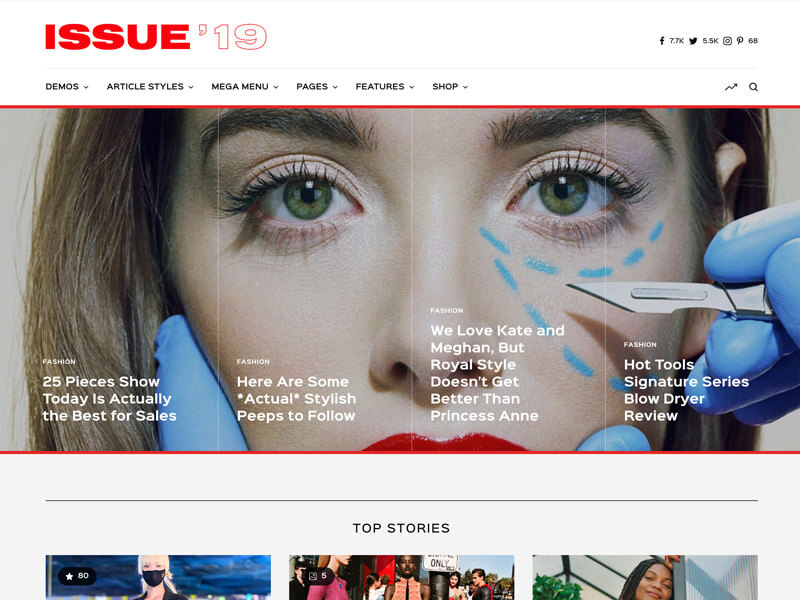 ISSUE '19
7.7K 5.5K 68
DEMOS ARTICLE STYLES MEGA MENU PAGES FEATURES SHOP
FASHION
25 Pieces Show
Today Is Actually
the Best for Sales
FASHION
Here Are Some
*Actual* Stylish
Peeps to Follow
FASHION
We Love Kate and
Meghan, But
Royal Style
Doesn't Get
Better Than
Princess Anne
FASHION
Hot Tools
Signature Series
Blow Dryer
Review
TOP STORIES
80
5
ONLY